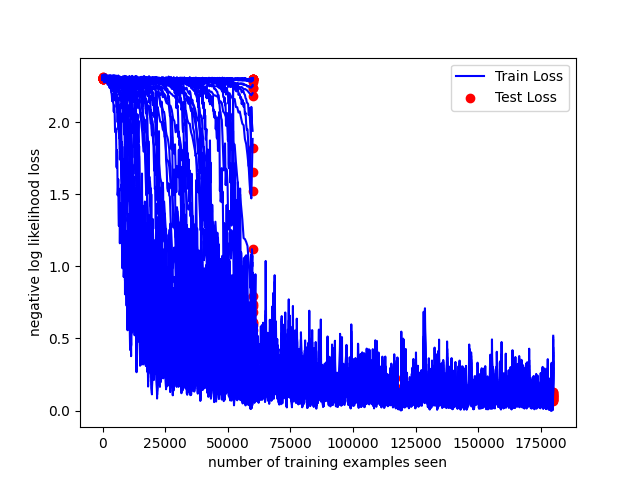 Train Loss
Test Loss
2.0
1.5
1.0
0.5
0.0
negative log likelihood loss
0 25000 50000 75000 100000 125000 150000 175000
number of training examples seen